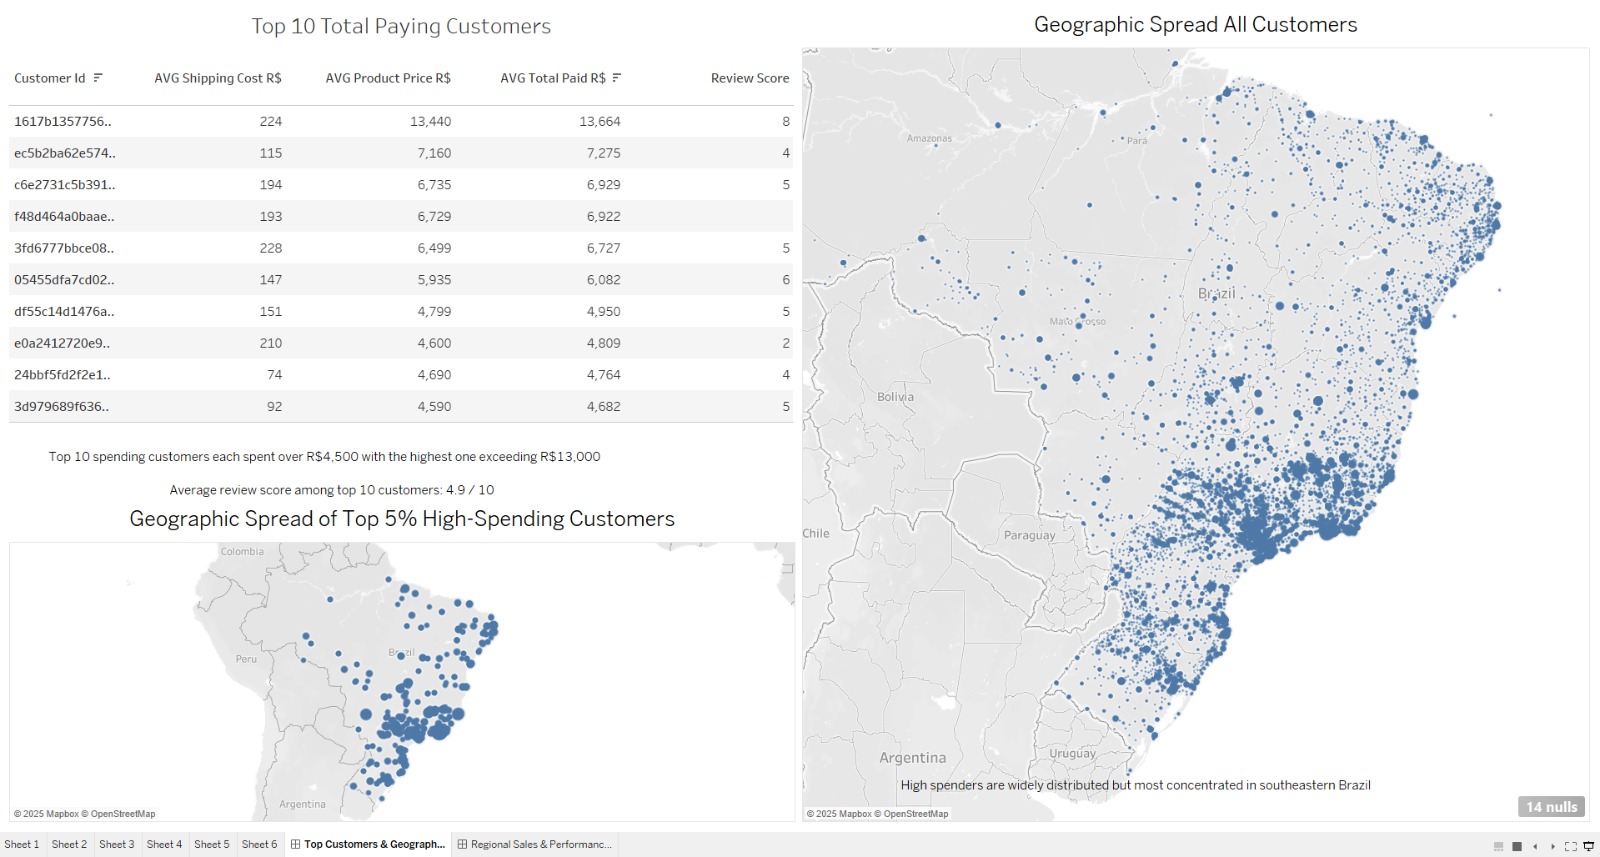 Top 10 Total Paying Customers
Customer Id AVG Shipping Cost R$ AVG Product Price R$ AVG Total Paid R$ Review Score
1617b1357756.. 224 13,440 13,664 8
ec5b2ba62e574.. 115 7,160 7,275 4
c6e2731c5b391.. 194 6,735 6,929 5
f48d464a0baae.. 193 6,729 6,922
3fd6777bbce08.. 228 6,499 6,727 5
05455dfa7cd02.. 147 5,935 6,082 6
df55c14d1476a.. 151 4,799 4,950 5
e0a2412720e9.. 210 4,600 4,809 2
24bbf5fd2f2e1.. 74 4,690 4,764 4
3d979689f636.. 92 4,590 4,682 5
Top 10 spending customers each spent over R$4,500 with the highest one exceeding R$13,000
Average review score among top 10 customers: 4.9 / 10
Geographic Spread of Top 5% High-Spending Customers
Colombia
Peru
Brazil
Argentina
© 2025 Mapbox © OpenStreetMap
Geographic Spread All Customers
Amazonas
Pará
Brazil
Mato Grosso
Bolivia
Chile
Paraguay
Uruguay
Argentina
High spenders are widely distributed but most concentrated in southeastern Brazil
© 2025 Mapbox © OpenStreetMap
14 nulls
Sheet 1 Sheet 2 Sheet 3 Sheet 4 Sheet 5 Sheet 6 Top Customers & Geograph... Regional Sales & Performanc...